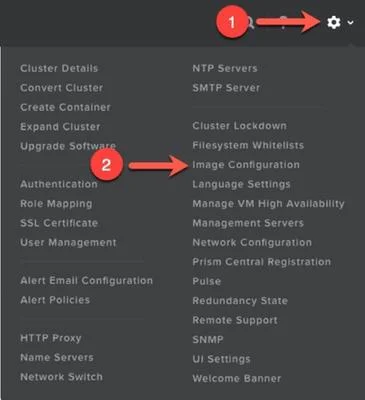 1
Cluster Details
Convert Cluster
Create Container
Expand Cluster
Upgrade Software
Authentication
Role Mapping
SSL Certificate
User Management
Alert Email Configuration
Alert Policies
HTTP Proxy
Name Servers
Network Switch
NTP Servers
SMTP Server
Cluster Lockdown
Filesystem Whitelists
2
Image Configuration
Language Settings
Manage VM High Availability
Management Servers
Network Configuration
Prism Central Registration
Pulse
Redundancy State
Remote Support
SNMP
UI Settings
Welcome Banner